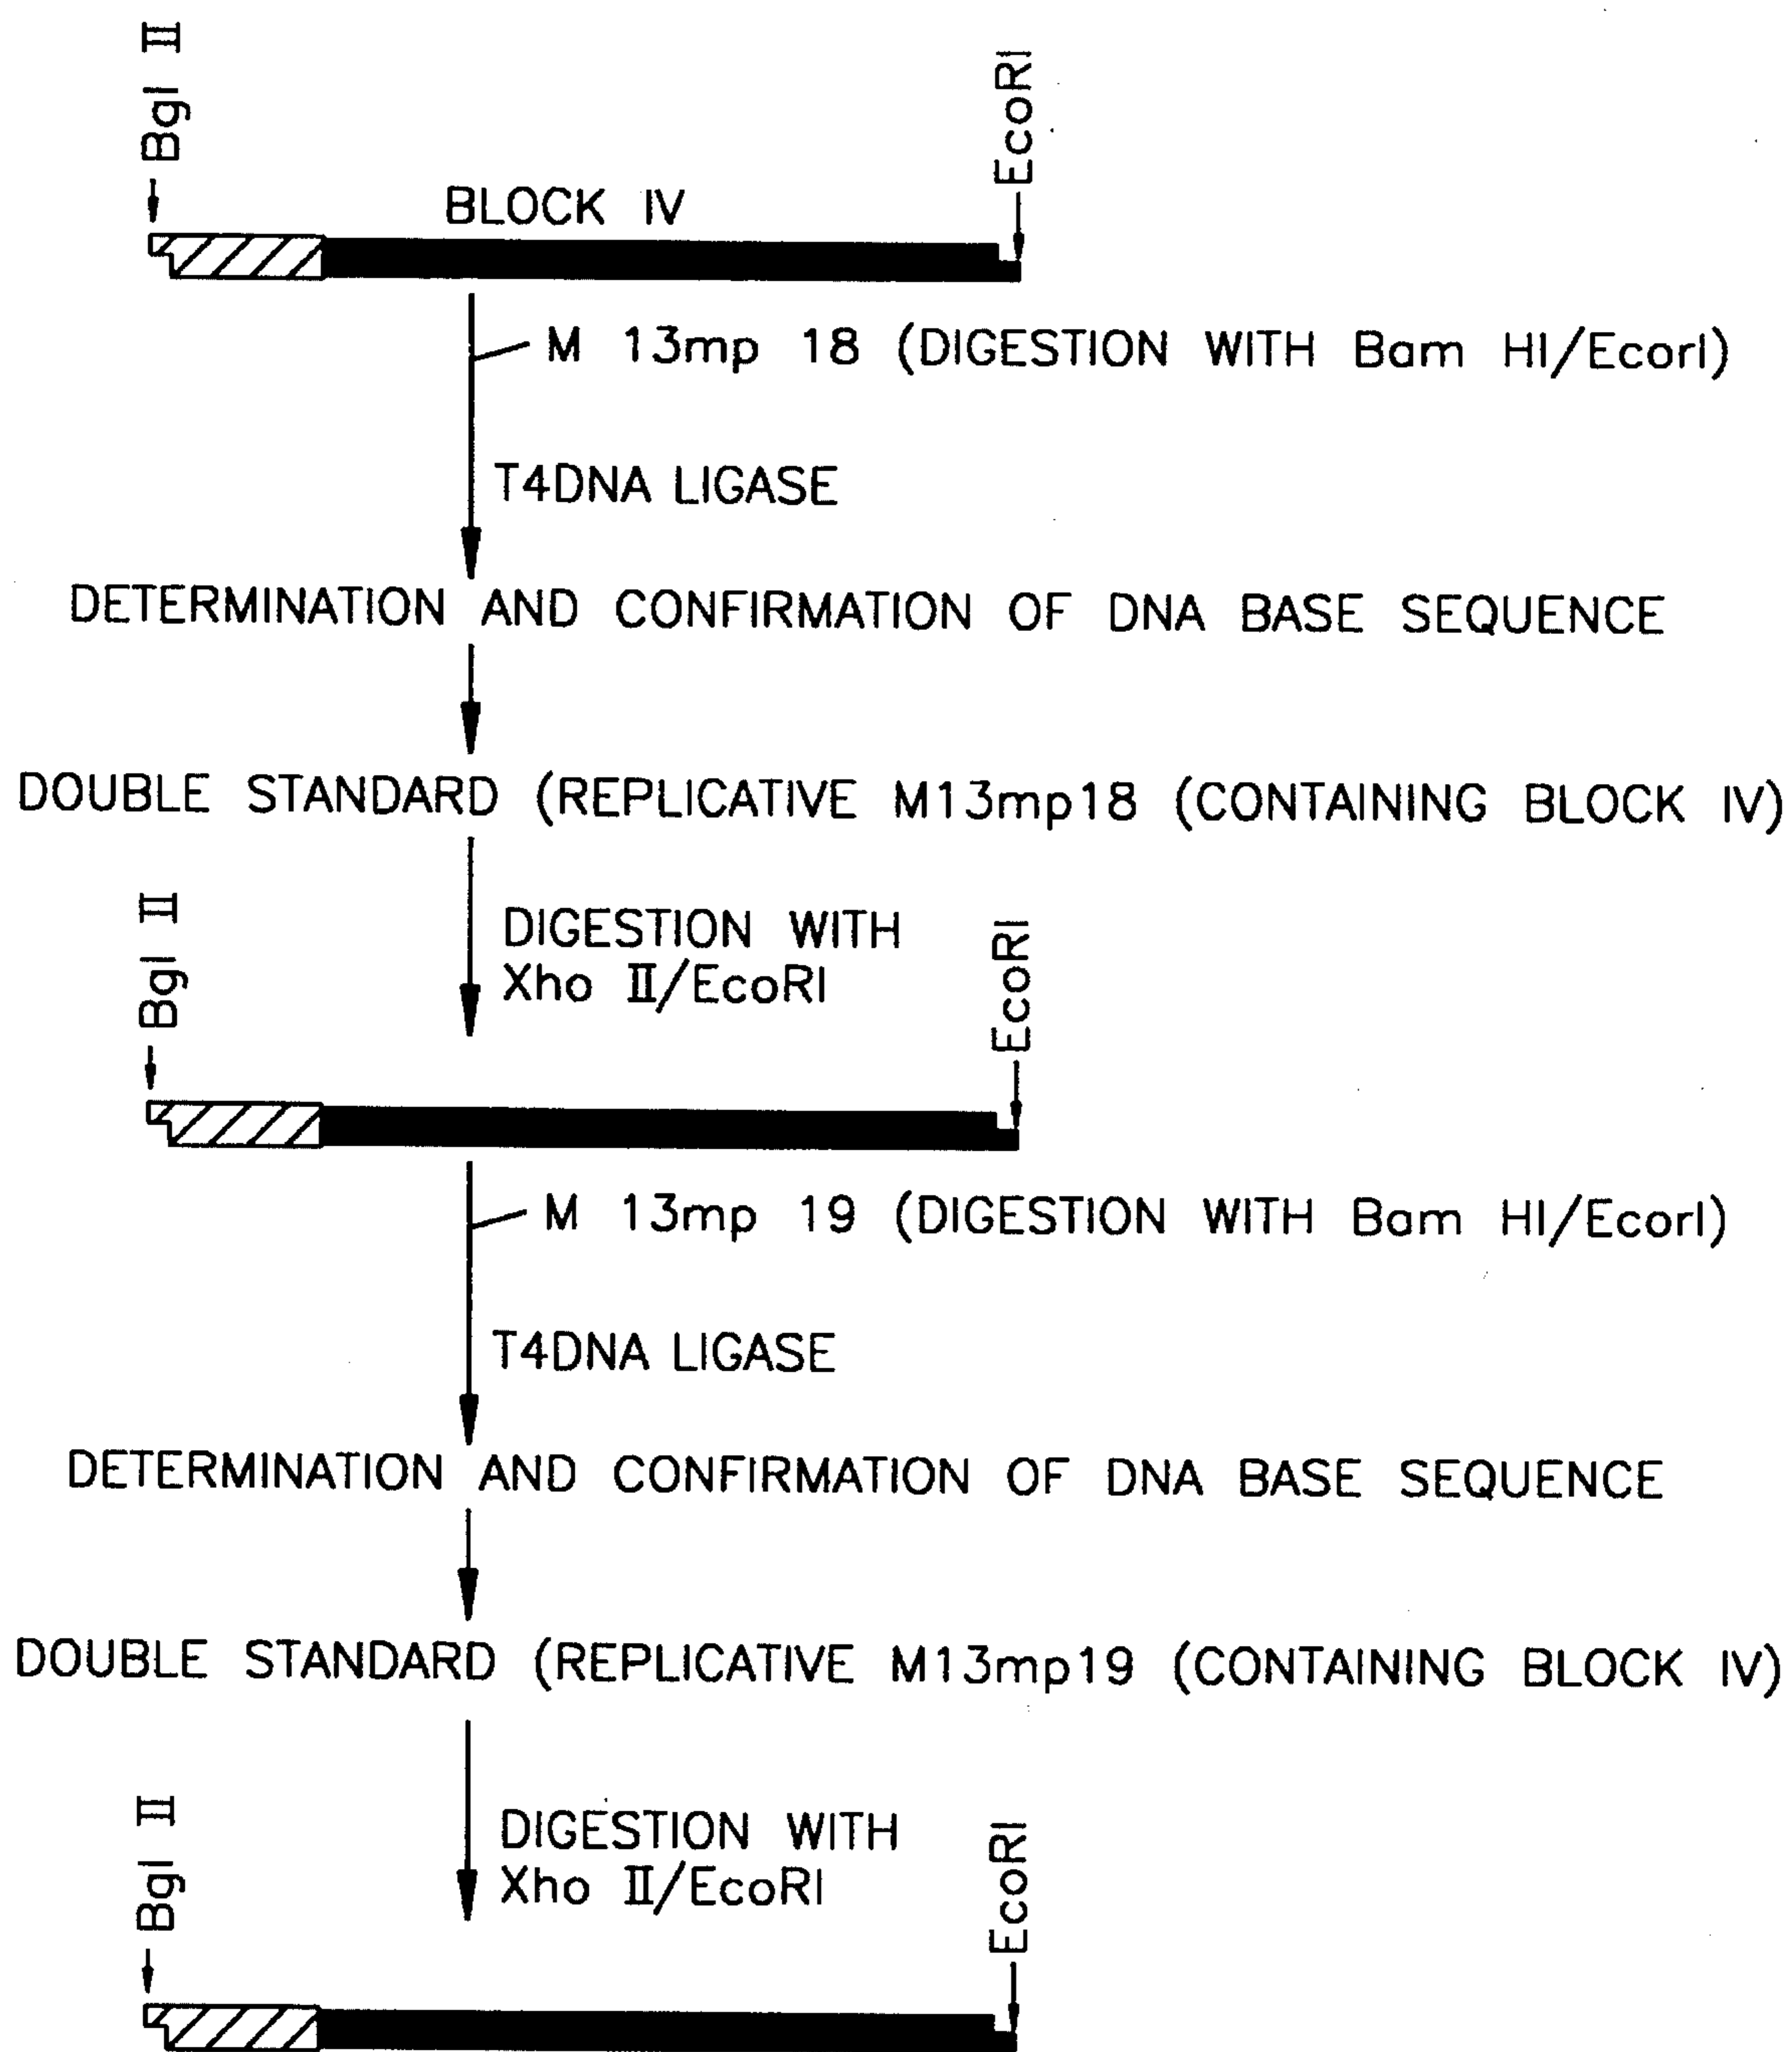 Bgl II
EcoRI
BLOCK IV
M 13mp 18 (DIGESTION WITH Bam HI/EcorI)
T4DNA LIGASE
DETERMINATION AND CONFIRMATION OF DNA BASE SEQUENCE
DOUBLE STANDARD (REPLICATIVE M13mp18 (CONTAINING BLOCK IV)
Bgl II
DIGESTION WITH
Xho II/EcoRI
EcoRI
M 13mp 19 (DIGESTION WITH Bam HI/EcorI)
T4DNA LIGASE
DETERMINATION AND CONFIRMATION OF DNA BASE SEQUENCE
DOUBLE STANDARD (REPLICATIVE M13mp19 (CONTAINING BLOCK IV)
Bgl II
DIGESTION WITH
Xho II/EcoRI
EcoRI